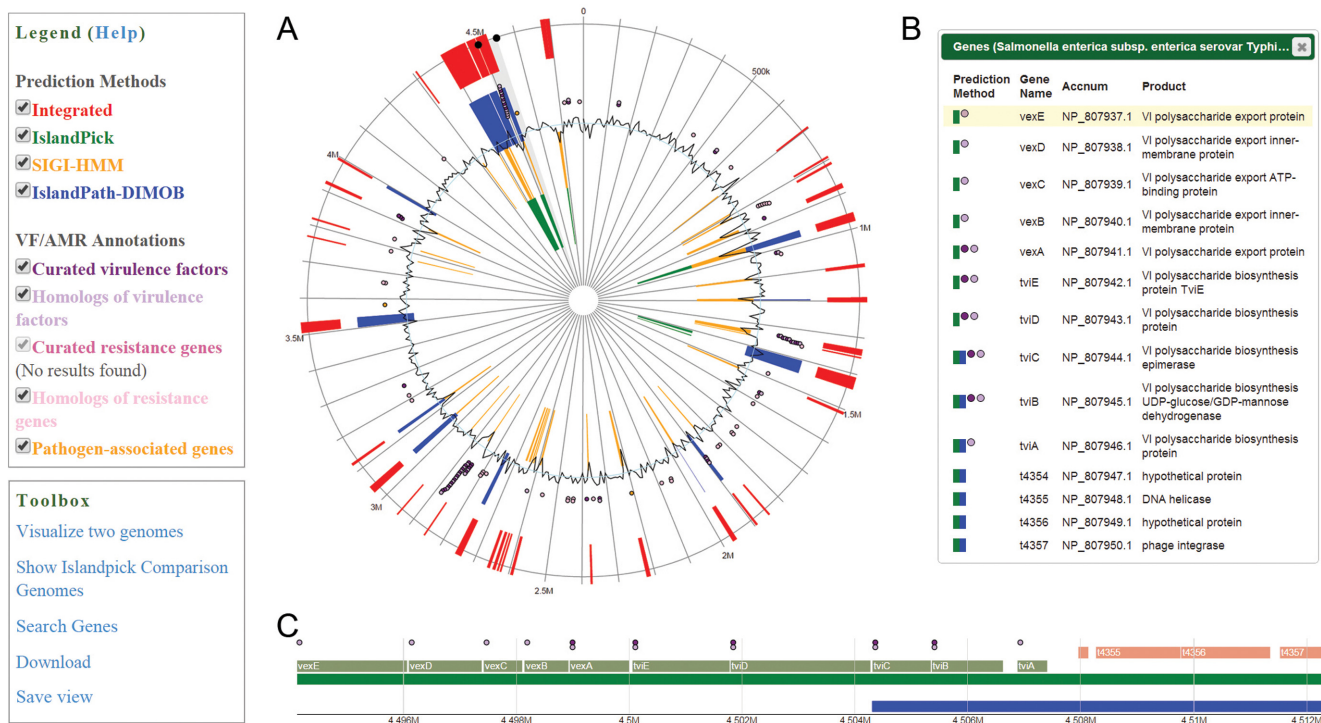 Legend (Help)
Prediction Methods
Integrated
IslandPick
SIGI-HMM
IslandPath-DIMOB
VF/AMR Annotations
Curated virulence factors
Homologs of virulence
factors
Curated resistance genes
(No results found)
Homologs of resistance
genes
Pathogen-associated genes
Toolbox
Visualize two genomes
Show Islandpick Comparison
Genomes
Search Genes
Download
Save view
A
0
500k
1M
1.5M
2M
2.5M
3M
3.5M
4M
4.5M
B
Genes (Salmonella enterica subsp. enterica serovar Typhi...
Prediction Method Gene Name Accnum Product
vexE NP_807937.1 VI polysaccharide export protein
vexD NP_807938.1 VI polysaccharide export inner-
membrane protein
vexC NP_807939.1 VI polysaccharide export ATP-
binding protein
vexB NP_807940.1 VI polysaccharide export inner-
membrane protein
vexA NP_807941.1 VI polysaccharide export protein
tviE NP_807942.1 VI polysaccharide biosynthesis
protein TviE
tviD NP_807943.1 VI polysaccharide biosynthesis
protein
tviC NP_807944.1 VI polysaccharide biosynthesis
epimerase
tviB NP_807945.1 VI polysaccharide biosynthesis
UDP-glucose/GDP-mannose
dehydrogenase
tviA NP_807946.1 VI polysaccharide biosynthesis
protein
t4354 NP_807947.1 hypothetical protein
t4355 NP_807948.1 DNA helicase
t4356 NP_807949.1 hypothetical protein
t4357 NP_807950.1 phage integrase
C
vexE vexD vexC vexB vexA tviE tviD tviC tviB tviA t4355 t4356 t4357
4.496M 4.498M 4.5M 4.502M 4.504M 4.506M 4.508M 4.51M 4.512M